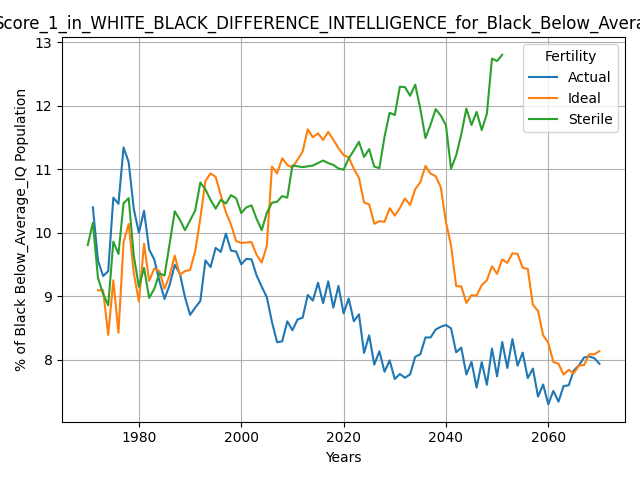 Score_1_in_WHITE_BLACK_DIFFERENCE_INTELLIGENCE_for_Black_Below_Avera
% of Black Below_Average_IQ Population
13
12
11
10
9
8
Fertility
Actual
Ideal
Sterile
1980 2000 2020 2040 2060
Years